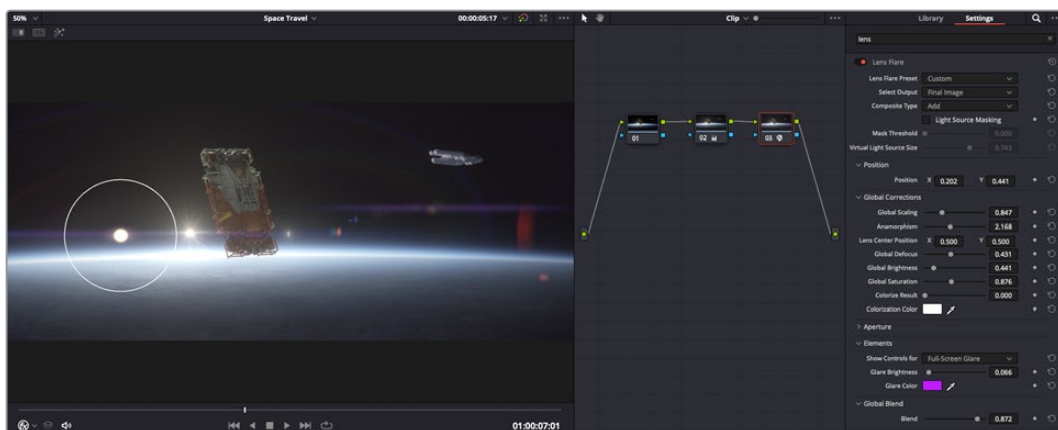 50% Space Travel 00:00:05:17 Clip Library Settings
lens
Lens Flare
Lens Flare Preset Custom
Select Output Final Image
Composite Type Add
Light Source Masking
Mask Threshold 0.000
Virtual Light Source Size 0.743
Position
Position X 0.202 Y 0.441
Global Corrections
Global Scaling 0.847
Anamorphism 2.168
Lens Center Position X 0.500 Y 0.500
Global Defocus 0.431
Global Brightness 0.441
Global Saturation 0.876
Colorize Result 0.000
Colorization Color
Aperture
Elements
Show Controls for Full-Screen Glare
Glare Brightness 0.066
Glare Color
Global Blend
Blend 0.872
01 02 03
01:00:07:01